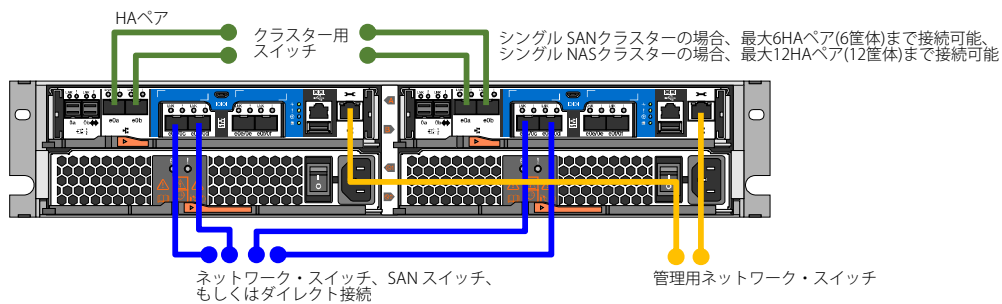 HAペア
クラスター用
スイッチ
シングル SANクラスターの場合、最大6HAペア(6筐体)まで接続可能、
シングル NASクラスターの場合、最大12HAペア(12筐体)まで接続可能
e0a e0b
e0a e0b
ネットワーク・スイッチ、SAN スイッチ、
もしくはダイレクト接続
管理用ネットワーク・スイッチ